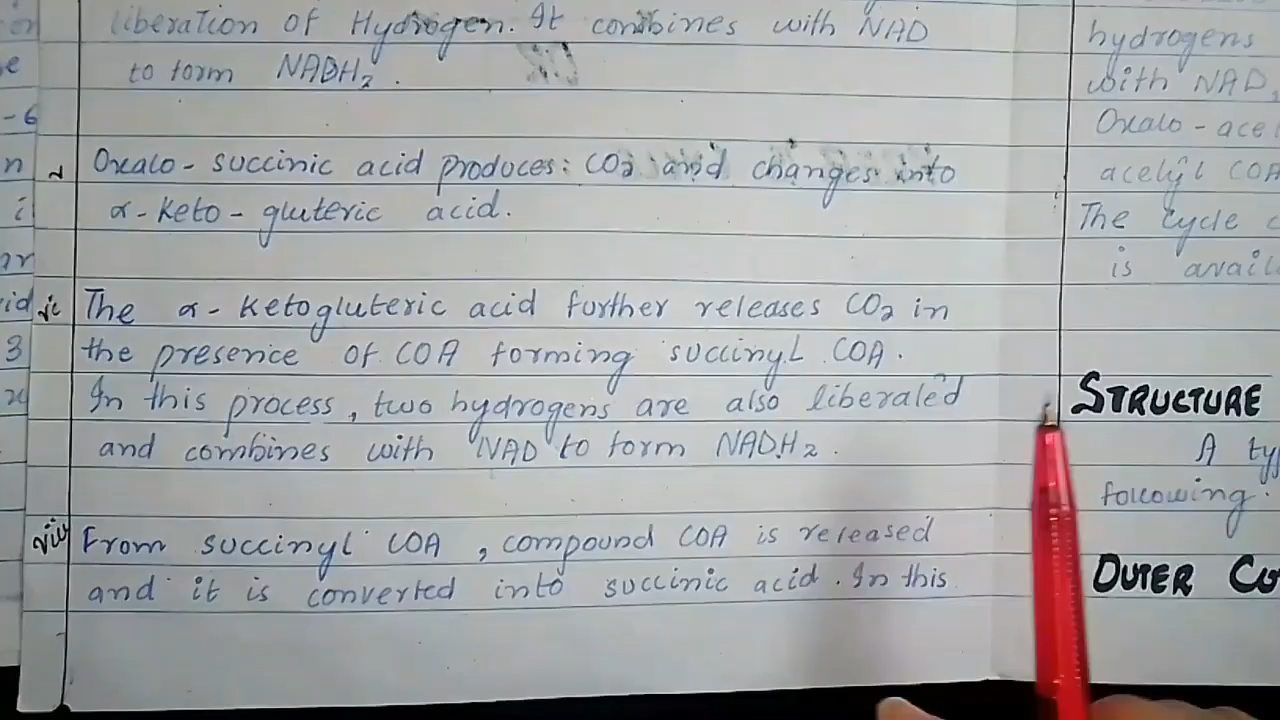 liberation of Hydrogen. It combines with NAD
to form NADH2.
Oxalo - succinic acid produces: CO2 and changes into
α - keto - gluteric acid.
The α - ketogluteric acid further releases CO2 in
the presence of COA forming succinyl COA.
In this process, two hydrogens are also liberated
and combines with NAD to form NADH2.
viii From succinyl COA, compound COA is released
and it is converted into succinic acid. In this
e
-6
n
i
id
3
hydrogens
with NAD,
Oxalo - ace
acetyl COA
The cycle c
is avail
STRUCTURE
A ty
following.
OUTER CO